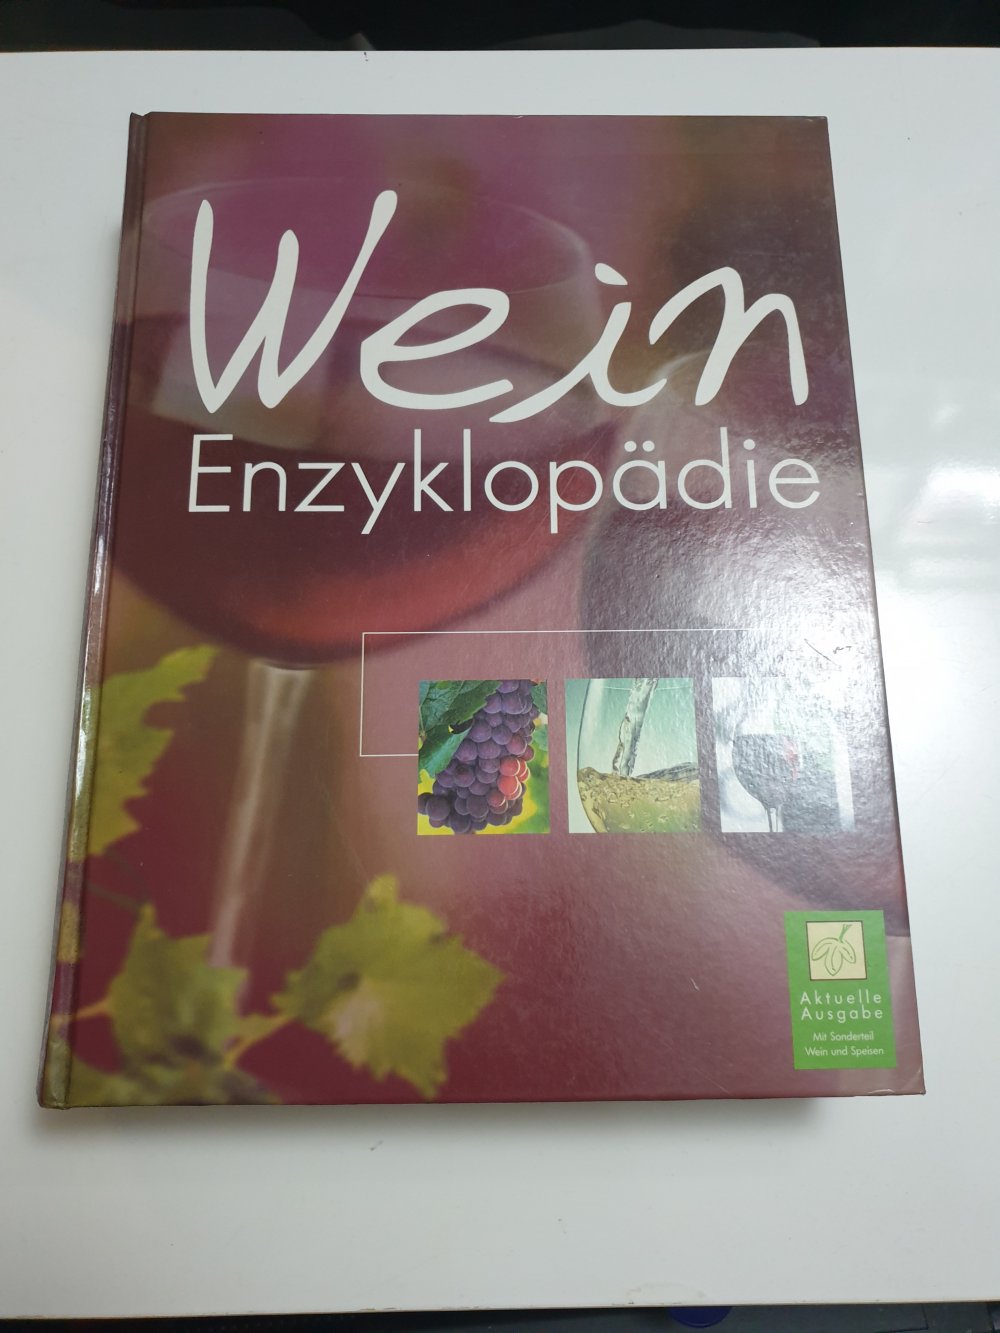 Wein
Enzyklopädie
Aktuelle
Ausgabe
Mit Sonderteil
Wein und Speisen